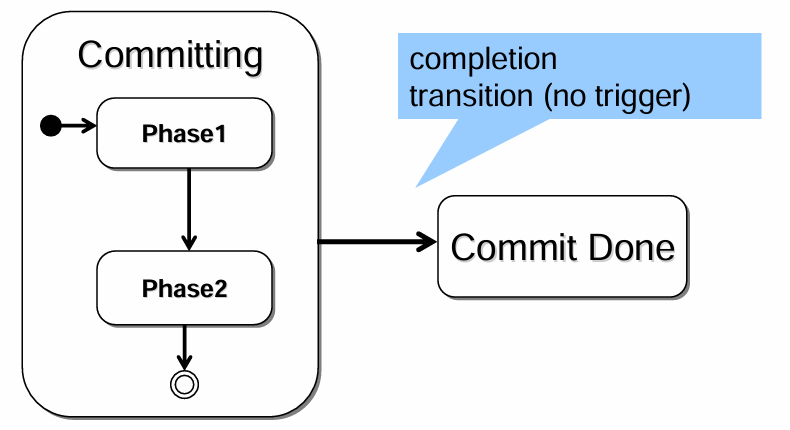 Committing
completion
transition (no trigger)
Phase1
Commit Done
Phase2